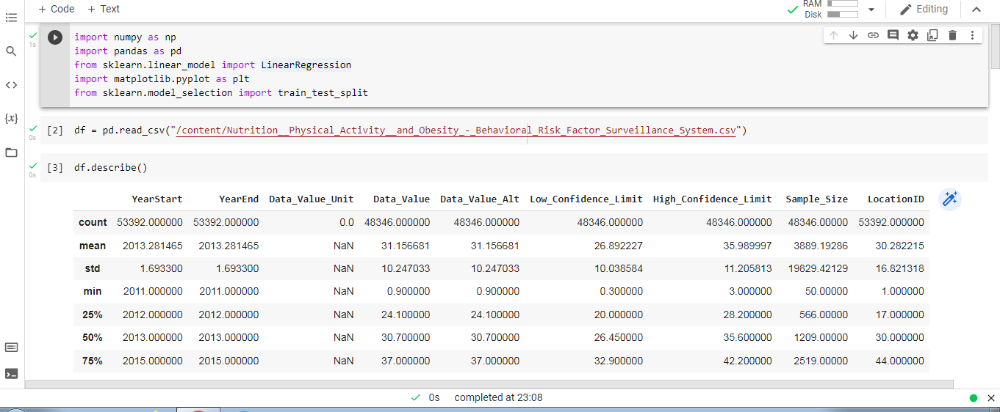 + Code + Text
RAM
Disk
Editing
1s
import numpy as np
import pandas as pd
from sklearn.linear_model import LinearRegression
import matplotlib.pyplot as plt
from sklearn.model_selection import train_test_split
{x}
0s
[2] df = pd.read_csv("/content/Nutrition__Physical_Activity__and_Obesity_-_Behavioral_Risk_Factor_Surveillance_System.csv")
0s
[3] df.describe()
YearStart YearEnd Data_Value_Unit Data_Value Data_Value_Alt Low_Confidence_Limit High_Confidence_Limit Sample_Size LocationID
count 53392.000000 53392.000000 0.0 48346.000000 48346.000000 48346.000000 48346.000000 48346.00000 53392.000000
mean 2013.281465 2013.281465 NaN 31.156681 31.156681 26.892227 35.989997 3889.19286 30.282215
std 1.693300 1.693300 NaN 10.247033 10.247033 10.038584 11.205813 19829.42129 16.821318
min 2011.000000 2011.000000 NaN 0.900000 0.900000 0.300000 3.000000 50.00000 1.000000
25% 2012.000000 2012.000000 NaN 24.100000 24.100000 20.000000 28.200000 566.00000 17.000000
50% 2013.000000 2013.000000 NaN 30.700000 30.700000 26.450000 35.600000 1209.00000 30.000000
75% 2015.000000 2015.000000 NaN 37.000000 37.000000 32.900000 42.200000 2519.00000 44.000000
0s completed at 23:08